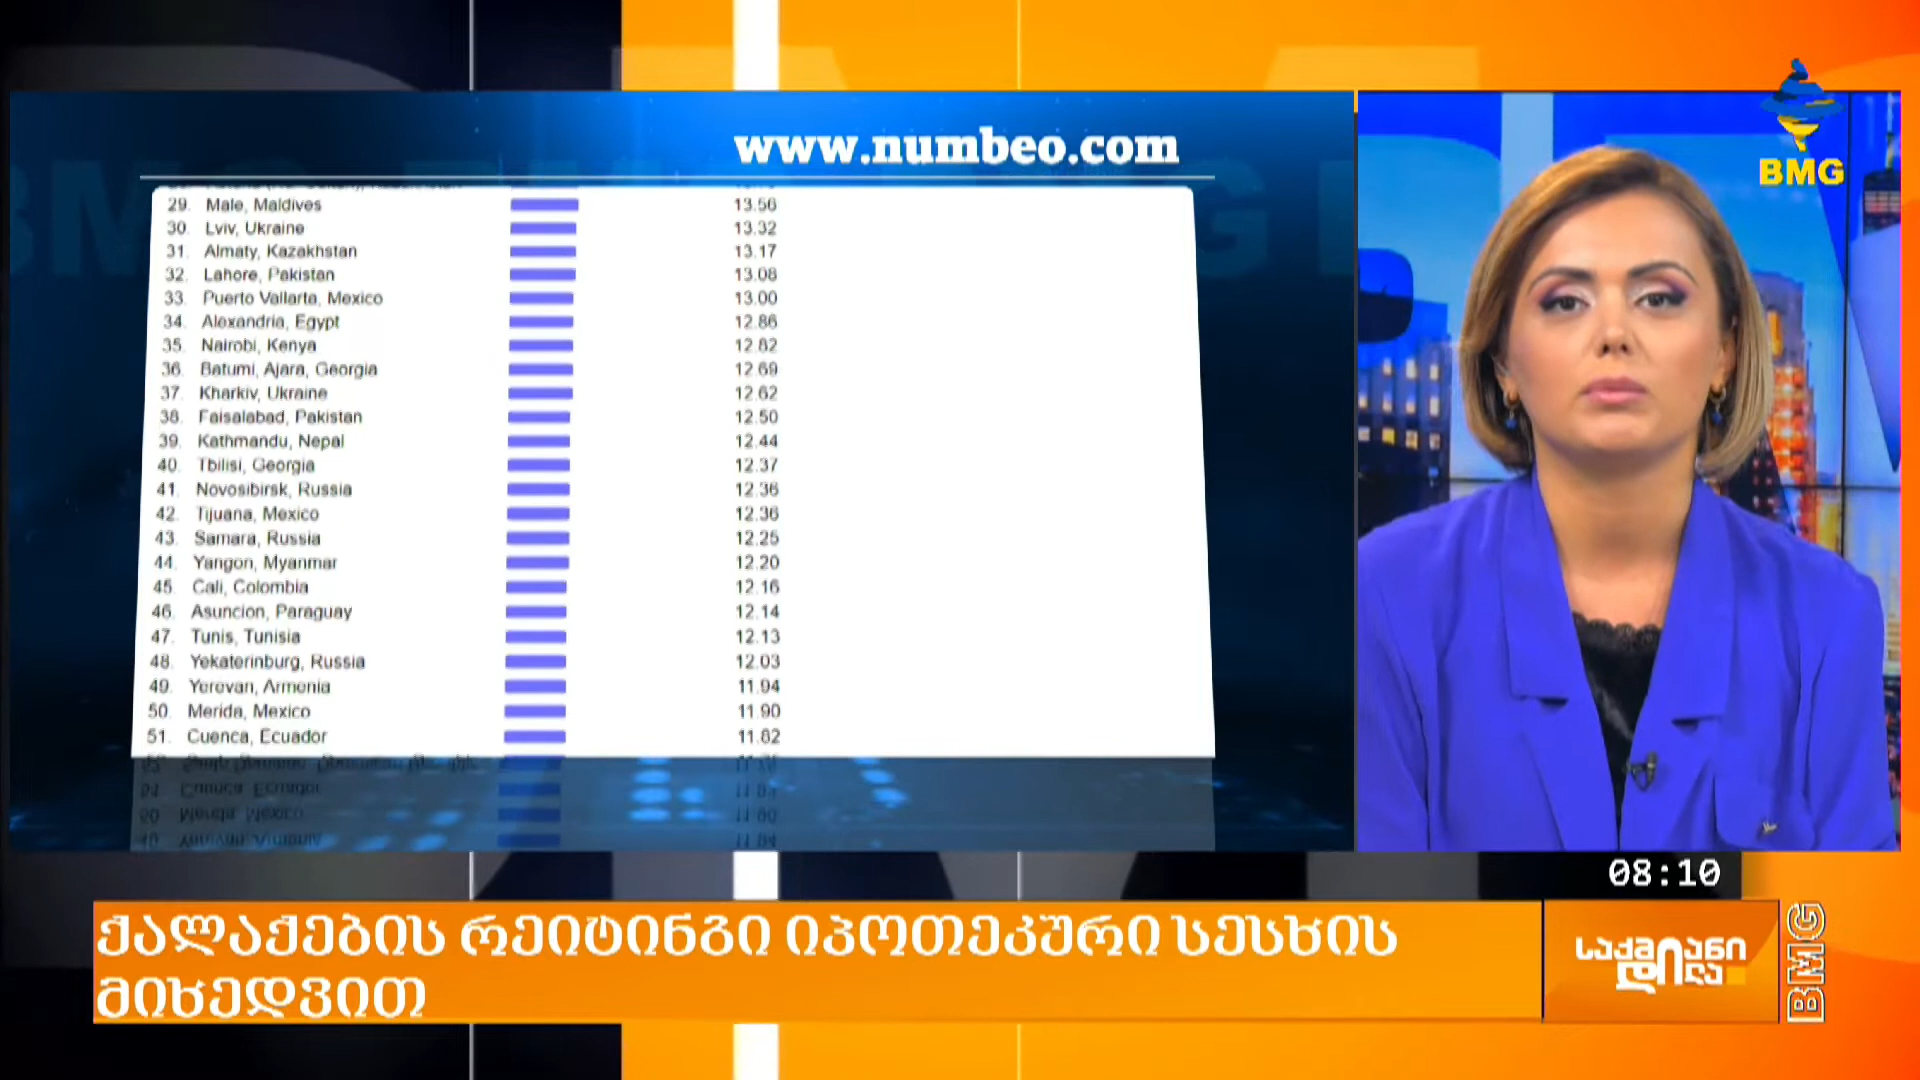 BMG
www.numbeo.com
29. Male, Maldives 13.56
30. Lviv, Ukraine 13.32
31. Almaty, Kazakhstan 13.17
32. Lahore, Pakistan 13.08
33. Puerto Vallarta, Mexico 13.00
34. Alexandria, Egypt 12.86
35. Nairobi, Kenya 12.82
36. Batumi, Ajara, Georgia 12.69
37. Kharkiv, Ukraine 12.62
38. Faisalabad, Pakistan 12.50
39. Kathmandu, Nepal 12.44
40. Tbilisi, Georgia 12.37
41. Novosibirsk, Russia 12.36
42. Tijuana, Mexico 12.36
43. Samara, Russia 12.25
44. Yangon, Myanmar 12.20
45. Cali, Colombia 12.16
46. Asuncion, Paraguay 12.14
47. Tunis, Tunisia 12.13
48. Yekaterinburg, Russia 12.03
49. Yerevan, Armenia 11.94
50. Merida, Mexico 11.90
51. Cuenca, Ecuador 11.82
08:10
ქალაქების რეიტინგი იპოთეკური სესხის
მიხედვით
საქმიანი
დილა
BMG